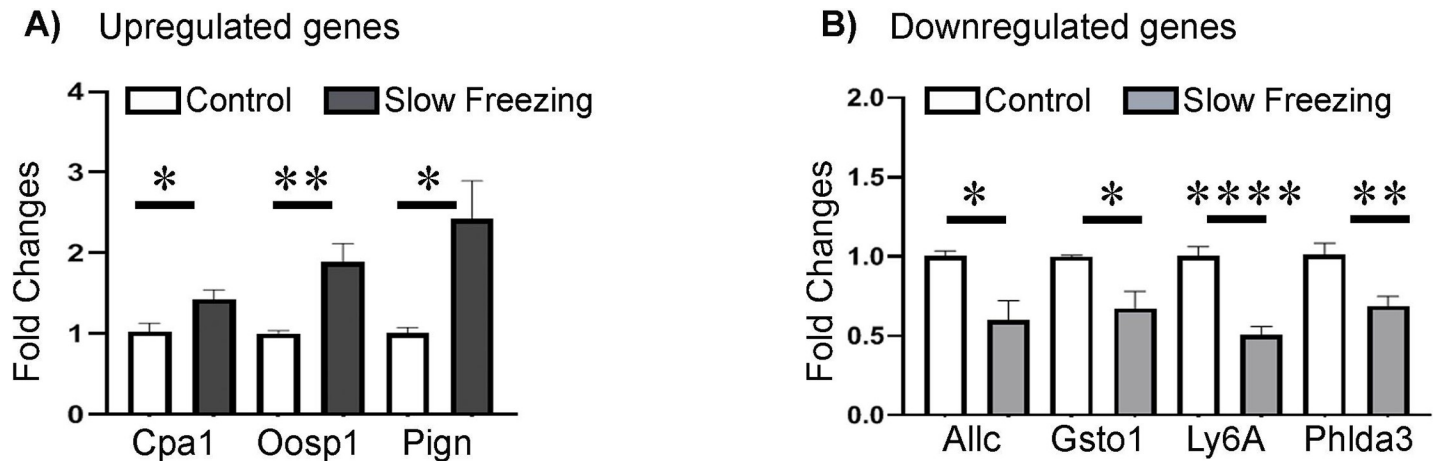 A) Upregulated genes
4
3
2
1
0
Fold Changes
Control
Slow Freezing
*
**
*
Cpa1
Oosp1
Pign
B) Downregulated genes
2.0
1.5
1.0
0.5
0.0
Fold Changes
Control
Slow Freezing
*
*
****
**
Allc
Gsto1
Ly6A
Phlda3